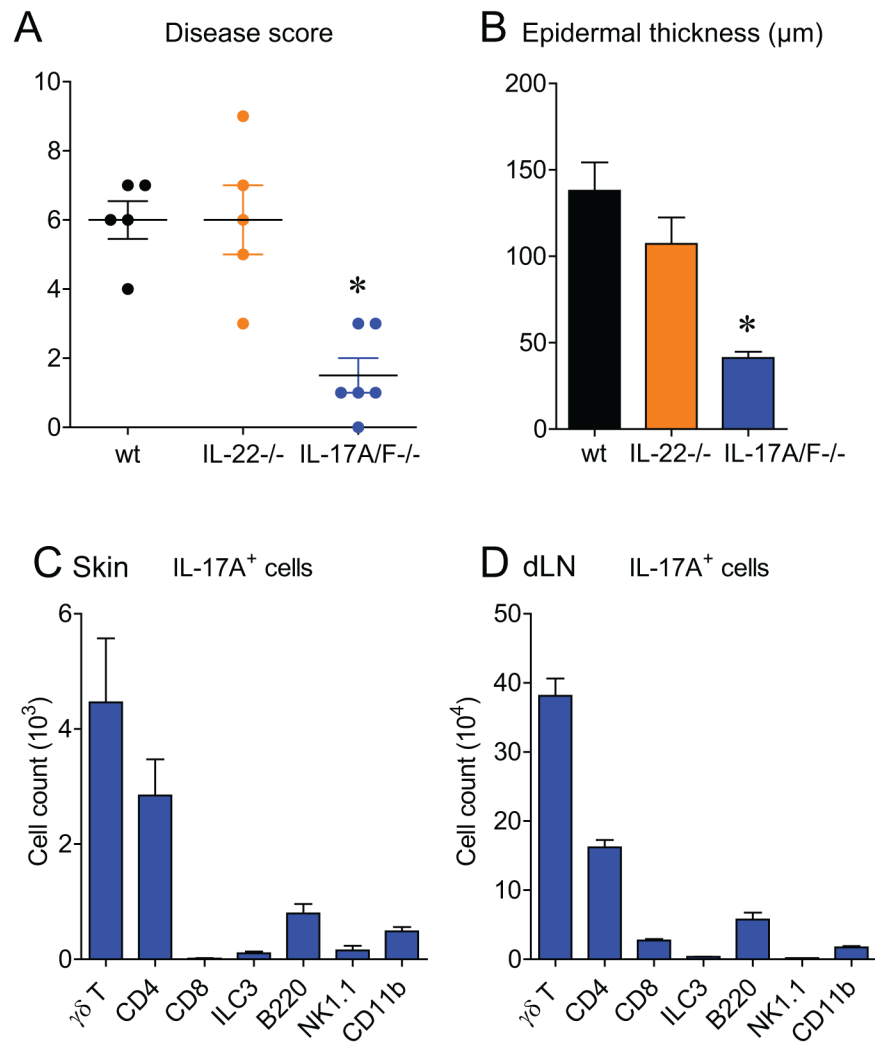 A Disease score
10
8
6
4
2
0
*
wt IL-22-/- IL-17A/F-/-
B Epidermal thickness (µm)
200
150
100
50
0
*
wt IL-22-/- IL-17A/F-/-
C Skin IL-17A⁺ cells
Cell count (10³)
6
4
2
0
γδ T CD4 CD8 ILC3 B220 NK1.1 CD11b
D dLN IL-17A⁺ cells
Cell count (10⁴)
50
40
30
20
10
0
γδ T CD4 CD8 ILC3 B220 NK1.1 CD11b